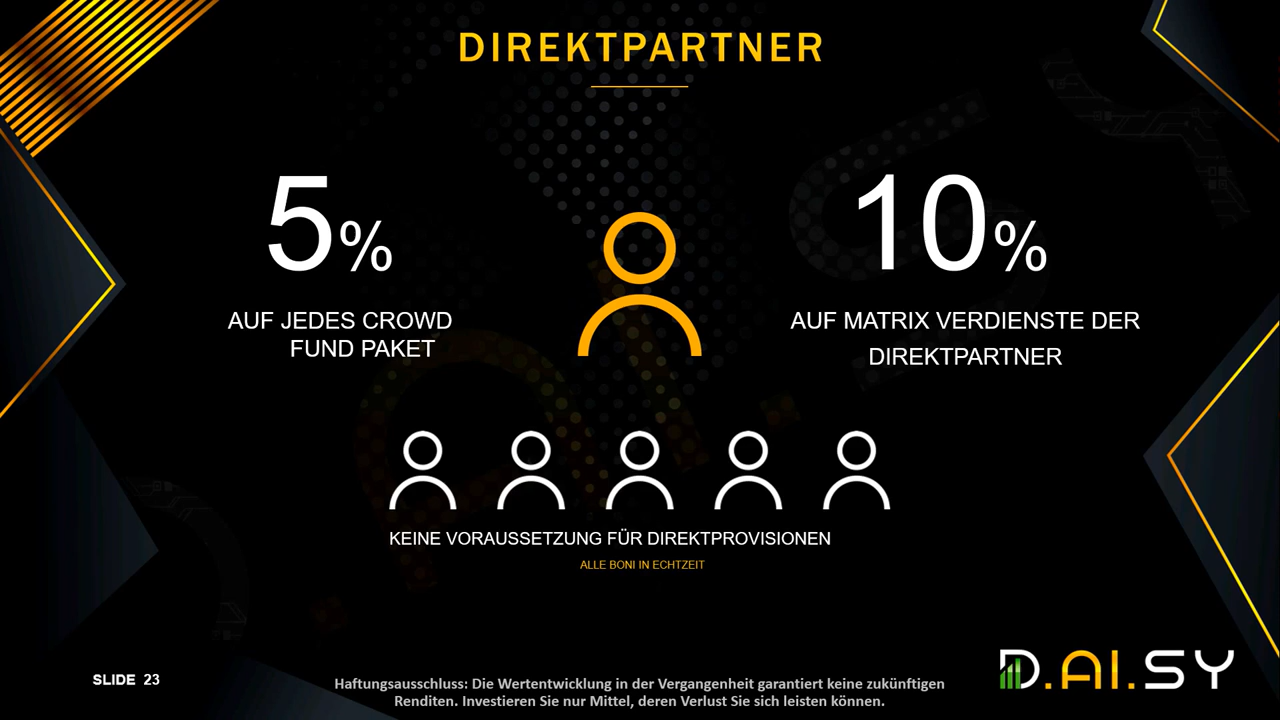 DIREKTPARTNER
5%
AUF JEDES CROWD
FUND PAKET
10%
AUF MATRIX VERDIENSTE DER
DIREKTPARTNER
KEINE VORAUSSETZUNG FÜR DIREKTPROVISIONEN
ALLE BONI IN ECHTZEIT
SLIDE 23
Haftungsausschluss: Die Wertentwicklung in der Vergangenheit garantiert keine zukünftigen
Renditen. Investieren Sie nur Mittel, deren Verlust Sie sich leisten können.
D.AI.SY